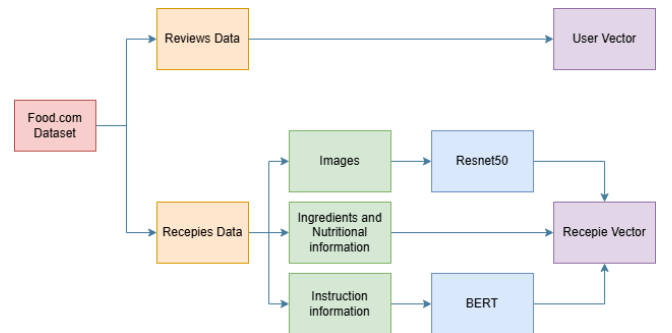 Reviews Data
User Vector
Food.com
Dataset
Images
Resnet50
Recepies Data
Ingredients and
Nutritional
information
Recepie Vector
Instruction
information
BERT